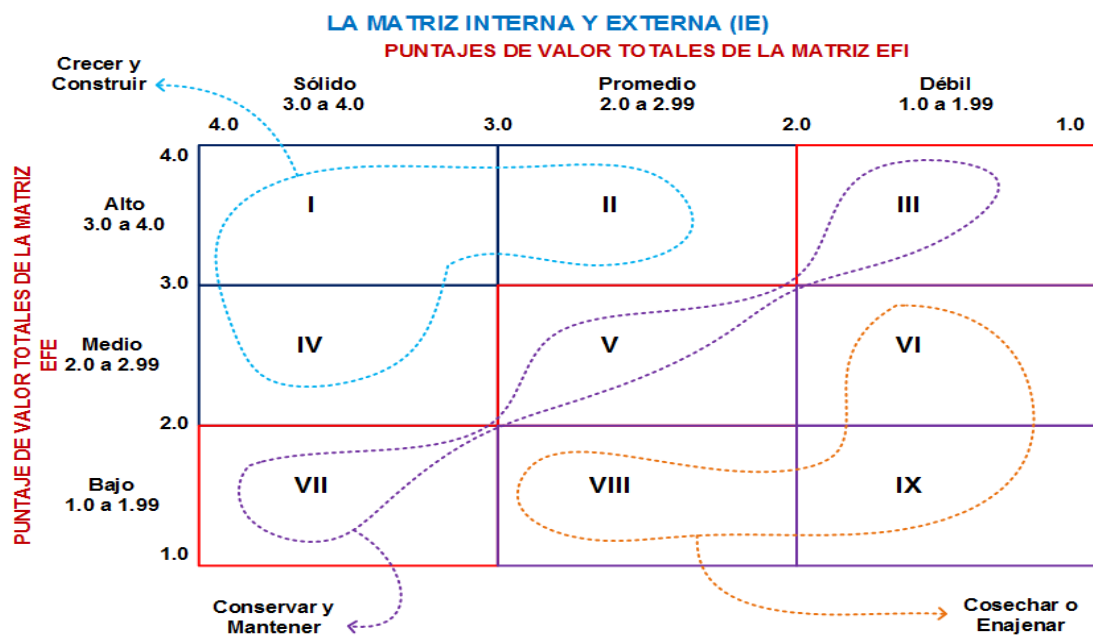 LA MATRIZ INTERNA Y EXTERNA (IE)
PUNTAJES DE VALOR TOTALES DE LA MATRIZ EFI
Crecer y
Construir
Sólido
3.0 a 4.0
Promedio
2.0 a 2.99
Débil
1.0 a 1.99
4.0
3.0
2.0
1.0
PUNTAJE DE VALOR TOTALES DE LA MATRIZ
EFE
4.0
Alto
3.0 a 4.0
I
II
III
3.0
Medio
2.0 a 2.99
IV
V
VI
2.0
Bajo
1.0 a 1.99
VII
VIII
IX
1.0
Conservar y
Mantener
Cosechar o
Enajenar